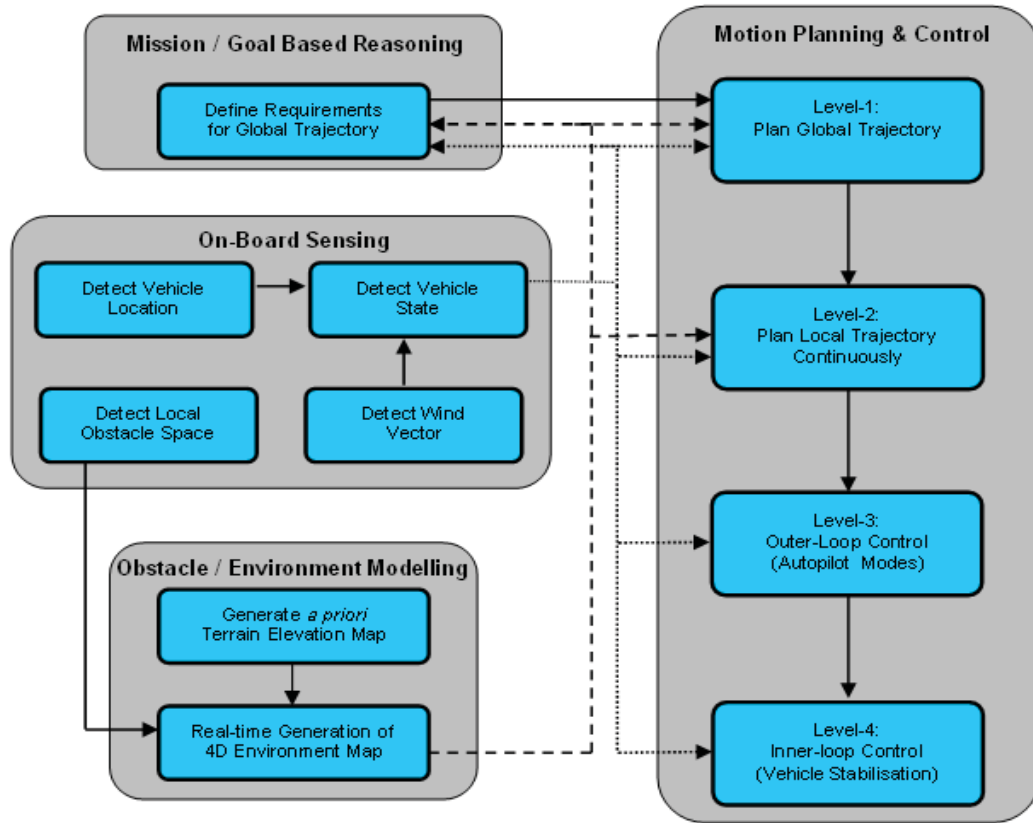 Mission / Goal Based Reasoning
Define Requirements
for Global Trajectory
On-Board Sensing
Detect Vehicle
Location
Detect Vehicle
State
Detect Local
Obstacle Space
Detect Wind
Vector
Obstacle / Environment Modelling
Generate a priori
Terrain Elevation Map
Real-time Generation of
4D Environment Map
Motion Planning & Control
Level-1:
Plan Global Trajectory
Level-2:
Plan Local Trajectory
Continuously
Level-3:
Outer-Loop Control
(Autopilot Modes)
Level-4:
Inner-loop Control
(Vehicle Stabilisation)